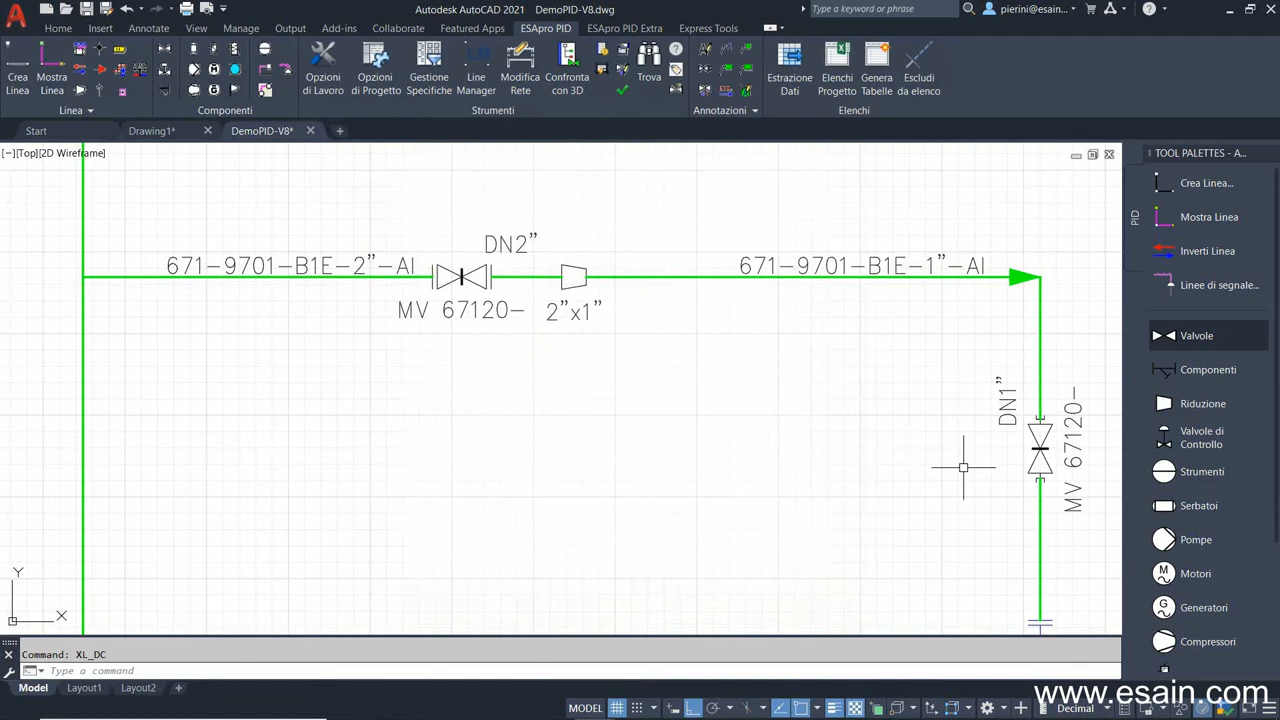 Autodesk AutoCAD 2021 DemoPID-V8.dwg
Type a keyword or phrase
pierini@esain...
Home Insert Annotate View Manage Output Add-ins Collaborate Featured Apps ESApro PID ESApro PID Extra Express Tools
Crea Linea
Mostra Linea
Opzioni di Lavoro
Opzioni di Progetto
Gestione Specifiche
LM
Line Manager
Modifica Rete
Confronta con 3D
Trova
Estrazione Dati
Elenchi Progetto
Genera Tabelle
Escludi da elenco
Linea Componenti Strumenti Annotazioni Elenchi
Start Drawing1* DemoPID-V8*
[−][Top][2D Wireframe]
TOOL PALETTES - A...
PID
Crea Linea...
Mostra Linea
Inverti Linea
Linee di segnale...
Valvole
Componenti
Riduzione
Valvole di Controllo
Strumenti
Serbatoi
Pompe
M
Motori
G
Generatori
Compressori
DN2”
671-9701-B1E-2”-AI
671-9701-B1E-1”-AI
MV 67120-
2”x1”
DN1”
MV 67120-
Y
X
Command: XL_DC
Type a command
Model Layout1 Layout2
MODEL
Decimal
www.esain.com